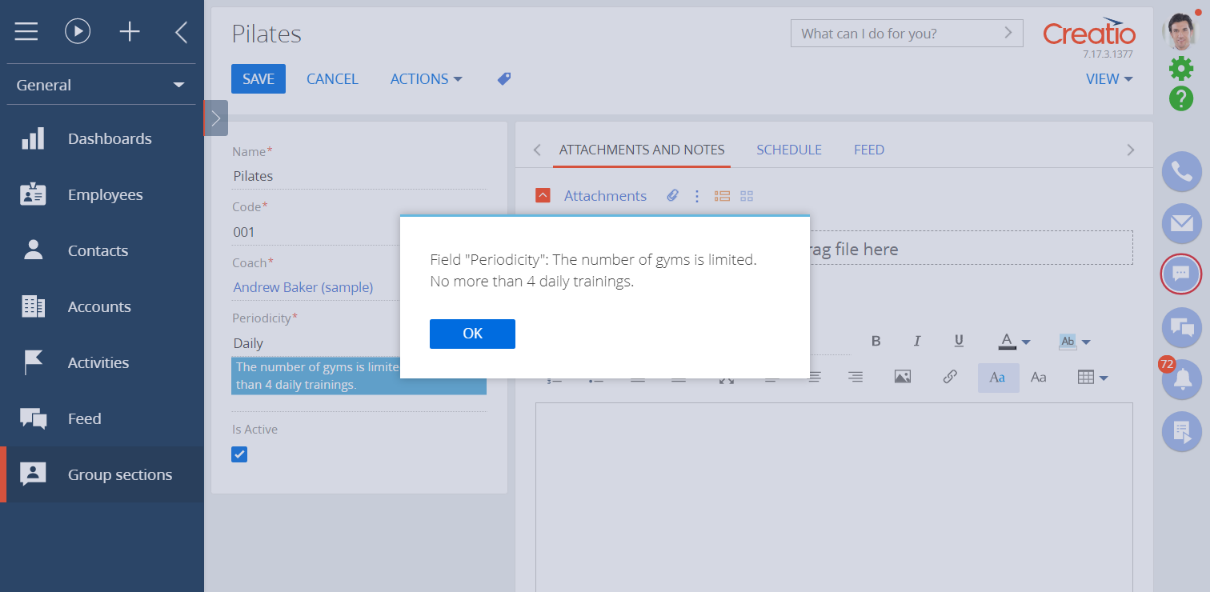 Pilates
What can I do for you?
Creatio
7.17.3.1377
SAVE
CANCEL
ACTIONS
VIEW
General
Dashboards
Employees
Contacts
Accounts
Activities
Feed
Group sections
Name*
Pilates
Code*
001
Coach*
Andrew Baker (sample)
Periodicity*
Daily
The number of gyms is
than 4 daily trainings.
Is Active
ATTACHMENTS AND NOTES
SCHEDULE
FEED
Attachments
file here
Field "Periodicity": The number of gyms is limited.
No more than 4 daily trainings.
OK
B
I
U
A
Ab
Aa
Aa
72
?